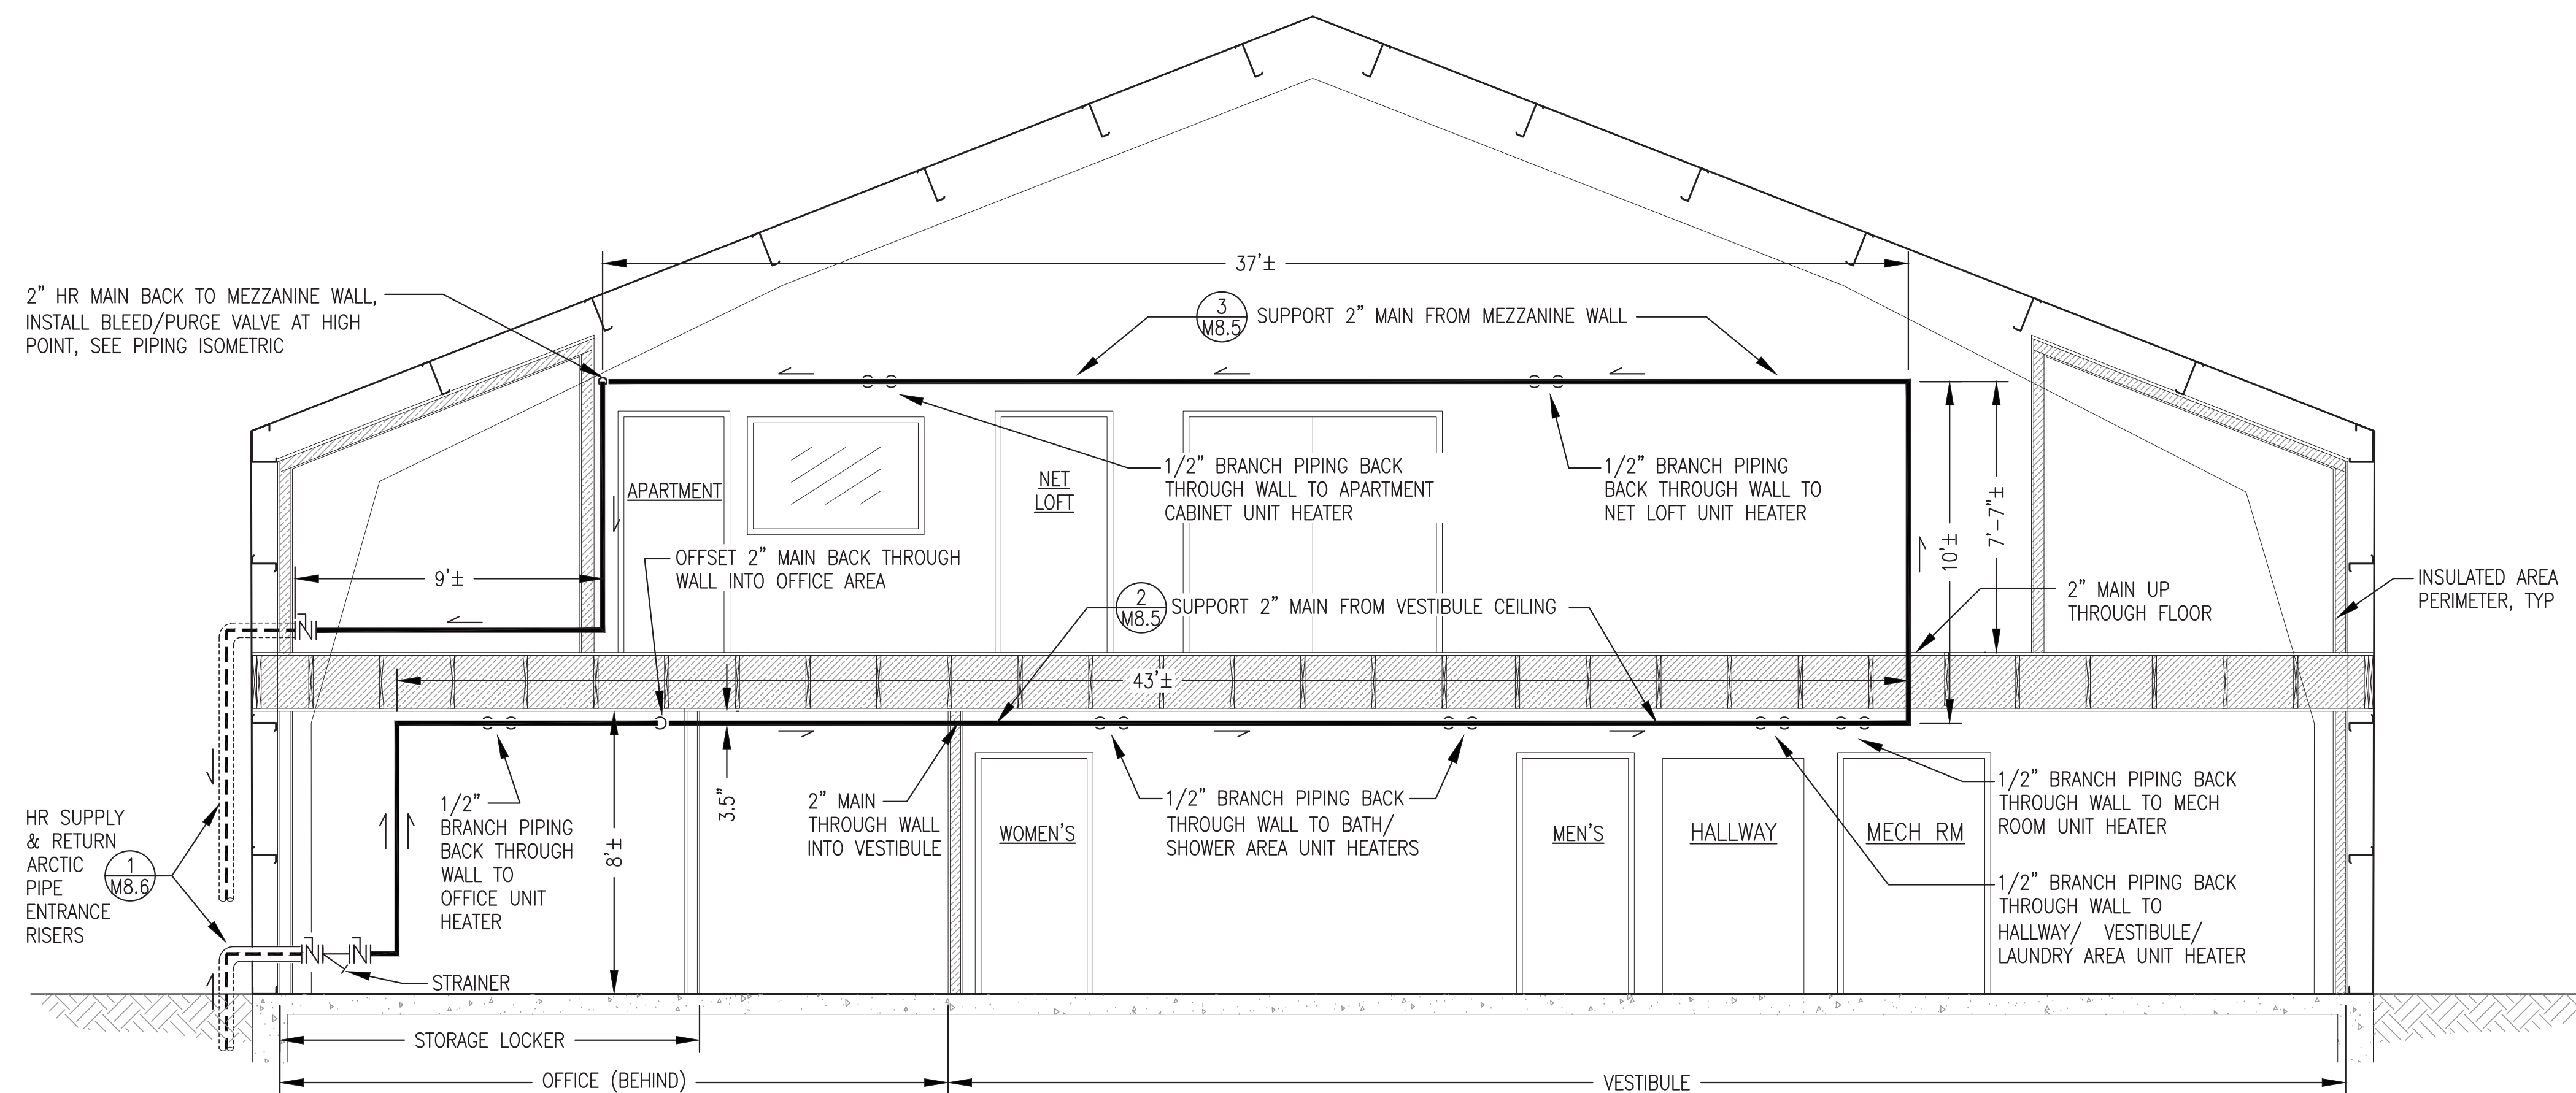 37'±
2" HR MAIN BACK TO MEZZANINE WALL,
INSTALL BLEED/PURGE VALVE AT HIGH
POINT, SEE PIPING ISOMETRIC
3
M8.5
SUPPORT 2" MAIN FROM MEZZANINE WALL
APARTMENT
NET
LOFT
1/2" BRANCH PIPING BACK
THROUGH WALL TO APARTMENT
CABINET UNIT HEATER
1/2" BRANCH PIPING
BACK THROUGH WALL TO
NET LOFT UNIT HEATER
10'±
7'-7"±
9'±
OFFSET 2" MAIN BACK THROUGH
WALL INTO OFFICE AREA
2
M8.5
SUPPORT 2" MAIN FROM VESTIBULE CEILING
2" MAIN UP
THROUGH FLOOR
INSULATED AREA
PERIMETER, TYP
43'±
HR SUPPLY
& RETURN
ARCTIC
PIPE
ENTRANCE
RISERS
1
M8.6
1/2"
BRANCH PIPING
BACK THROUGH
WALL TO
OFFICE UNIT
HEATER
8'±
3.5"
2" MAIN
THROUGH WALL
INTO VESTIBULE
WOMEN'S
1/2" BRANCH PIPING BACK
THROUGH WALL TO BATH/
SHOWER AREA UNIT HEATERS
MEN'S
HALLWAY
MECH RM
1/2" BRANCH PIPING BACK
THROUGH WALL TO MECH
ROOM UNIT HEATER
1/2" BRANCH PIPING BACK
THROUGH WALL TO
HALLWAY/ VESTIBULE/
LAUNDRY AREA UNIT HEATER
STRAINER
STORAGE LOCKER
OFFICE (BEHIND)
VESTIBULE